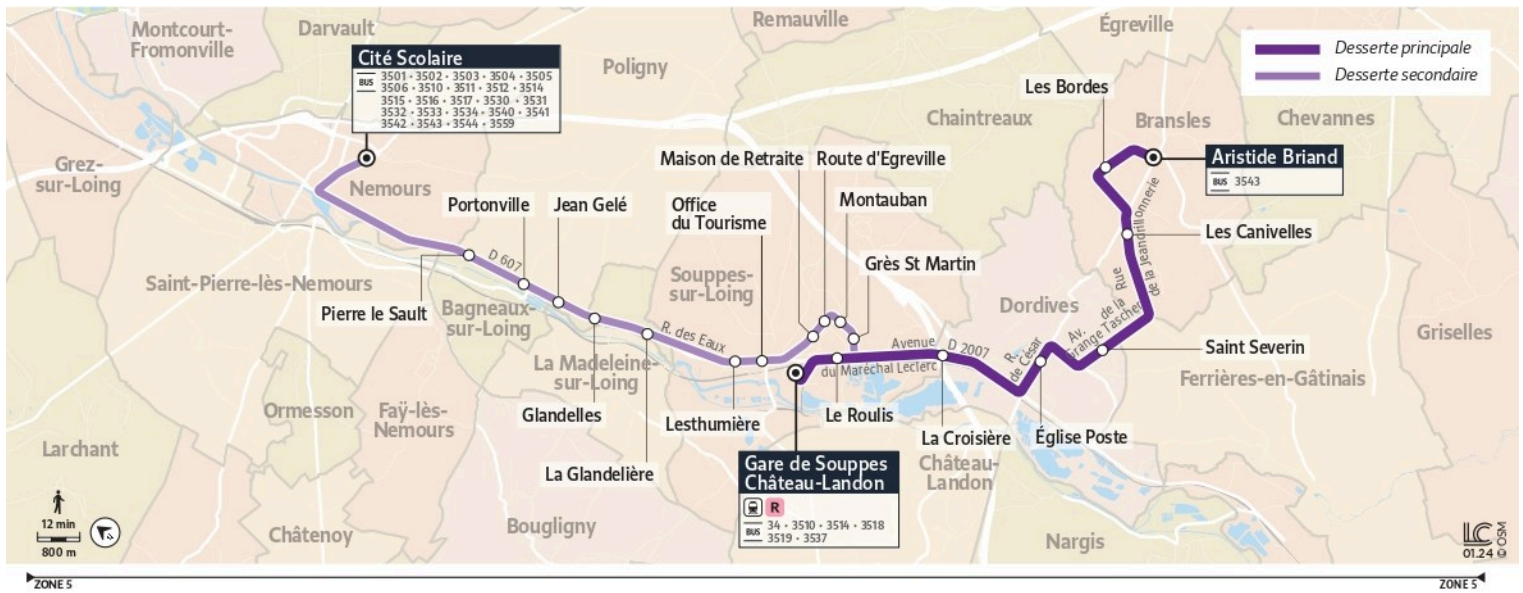 Montcourt-
Fromonville
Darvault
Remauville
Égreville
Desserte principale
Desserte secondaire
Cité Scolaire
BUS
3501 • 3502 • 3503 • 3504 • 3505
3506 • 3510 • 3511 • 3512 • 3514
3515 • 3516 • 3517 • 3530 • 3531
3532 • 3533 • 3534 • 3540 • 3541
3542 • 3543 • 3544 • 3559
Poligny
Les Bordes
Chaintreaux
Bransles
Chevannes
Grez-
sur-Loing
Nemours
Maison de Retraite
Route d'Egreville
Aristide Briand
BUS 3543
Portonville
Jean Gelé
Office
du Tourisme
Montauban
Les Canivelles
Rue
de la Jeandrillonnerie
D 607
Saint-Pierre-lès-Nemours
Souppes-
sur-Loing
Grès St Martin
Dordives
Pierre le Sault
Bagneaux-
sur-Loing
R. des Eaux
Av. de la
Grange Tascher
Griselles
La Madeleine-
sur-Loing
Avenue
du Maréchal Leclerc
D 2007
R.
de César
Saint Severin
Ferrières-en-Gâtinais
Ormesson
Faÿ-lès-
Nemours
Glandelles
Lesthumière
Le Roulis
La Croisière
Église Poste
Larchant
La Glandelière
Gare de Souppes
Château-Landon
R
BUS
34 • 3510 • 3514 • 3518
3519 • 3537
Château-
Landon
12 min
800 m
Châtenoy
Bougligny
Nargis
LC
01.24 © OSM
ZONE 5
ZONE 5